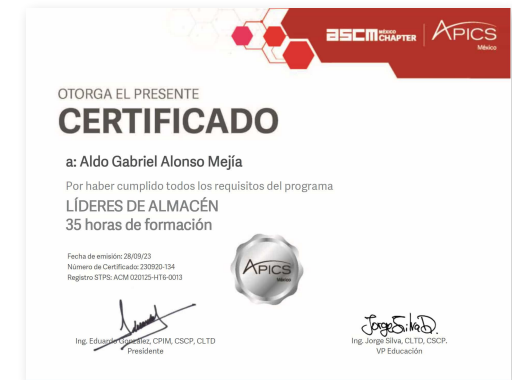 ascm MÉXICO CHAPTER
APICS
México
OTORGA EL PRESENTE
CERTIFICADO
a: Aldo Gabriel Alonso Mejía
Por haber cumplido todos los requisitos del programa
LÍDERES DE ALMACÉN
35 horas de formación
Fecha de emisión: 28/09/23
Número de Certificado: 230920-134
Registro STPS: ACM 020125-HT6-0013
APICS
México
Ing. Eduardo González, CPIM, CSCP, CLTD
Presidente
JorgeSilvaD.
Ing. Jorge Silva, CLTD, CSCP.
VP Educación